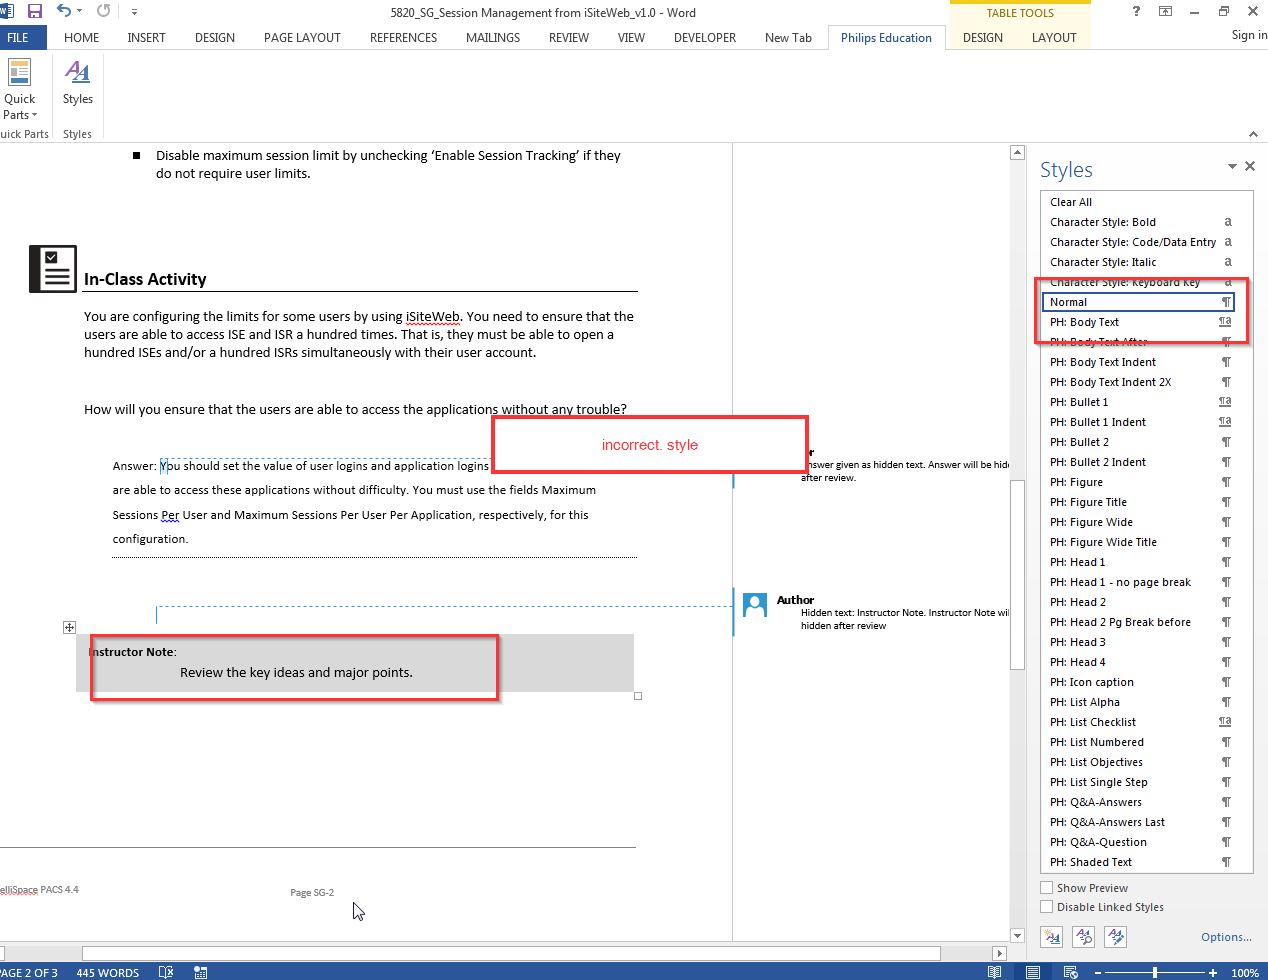 5820_SG_Session Management from iSiteWeb_v1.0 - Word
TABLE TOOLS
FILE HOME INSERT DESIGN PAGE LAYOUT REFERENCES MAILINGS REVIEW VIEW DEVELOPER New Tab Philips Education DESIGN LAYOUT Sign in
Quick
Parts
Styles
uick Parts Styles
■ Disable maximum session limit by unchecking ‘Enable Session Tracking’ if they
do not require user limits.
In-Class Activity
You are configuring the limits for some users by using iSiteWeb. You need to ensure that the
users are able to access ISE and ISR a hundred times. That is, they must be able to open a
hundred ISEs and/or a hundred ISRs simultaneously with their user account.
How will you ensure that the users are able to access the applications without any trouble?
incorrect. style
Answer: You should set the value of user logins and application logins
are able to access these applications without difficulty. You must use the fields Maximum
Sessions Per User and Maximum Sessions Per User Per Application, respectively, for this
configuration.
r
nswer given as hidden text. Answer will be hid
after review.
Author
Hidden text: Instructor Note. Instructor Note wil
hidden after review
Instructor Note:
Review the key ideas and major points.
elliSpace PACS 4.4
Page SG-2
Styles
Clear All
Character Style: Bold a
Character Style: Code/Data Entry a
Character Style: Italic a
Character Style: Keyboard Key a
Normal ¶
PH: Body Text ¶a
PH: Body Text After ¶
PH: Body Text Indent ¶
PH: Body Text Indent 2X ¶
PH: Bullet 1 ¶a
PH: Bullet 1 Indent ¶a
PH: Bullet 2 ¶
PH: Bullet 2 Indent ¶
PH: Figure ¶
PH: Figure Title ¶
PH: Figure Wide ¶
PH: Figure Wide Title ¶
PH: Head 1 ¶
PH: Head 1 - no page break ¶
PH: Head 2 ¶
PH: Head 2 Pg Break before ¶
PH: Head 3 ¶
PH: Head 4 ¶
PH: Icon caption ¶
PH: List Alpha ¶
PH: List Checklist ¶a
PH: List Numbered ¶
PH: List Objectives ¶
PH: List Single Step ¶
PH: Q&A-Answers ¶
PH: Q&A-Answers Last ¶
PH: Q&A-Question ¶
PH: Shaded Text ¶
Show Preview
Disable Linked Styles
Options...
PAGE 2 OF 3 445 WORDS 100%